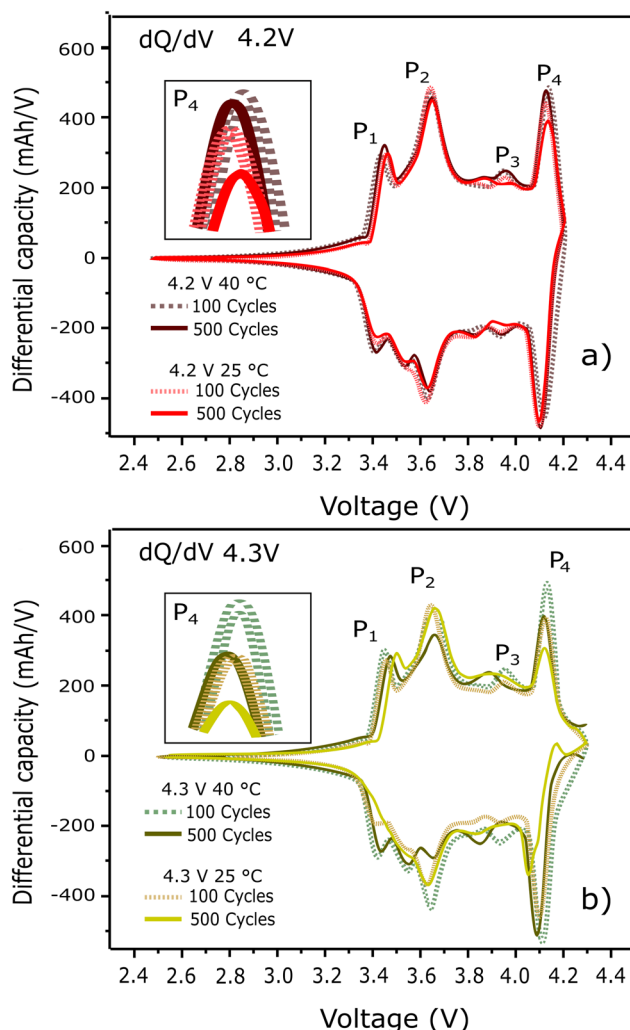 dQ/dV 4.2V
600
400
200
0
-200
-400
Differential capacity (mAh/V)
P4
P1
P2
P3
P4
4.2 V 40 °C
100 Cycles
500 Cycles
4.2 V 25 °C
100 Cycles
500 Cycles
a)
2.4 2.6 2.8 3.0 3.2 3.4 3.6 3.8 4.0 4.2 4.4
Voltage (V)
dQ/dV 4.3V
600
400
200
0
-200
-400
Differential capacity (mAh/V)
P4
P1
P2
P3
P4
4.3 V 40 °C
100 Cycles
500 Cycles
4.3 V 25 °C
100 Cycles
500 Cycles
b)
2.4 2.6 2.8 3.0 3.2 3.4 3.6 3.8 4.0 4.2 4.4
Voltage (V)